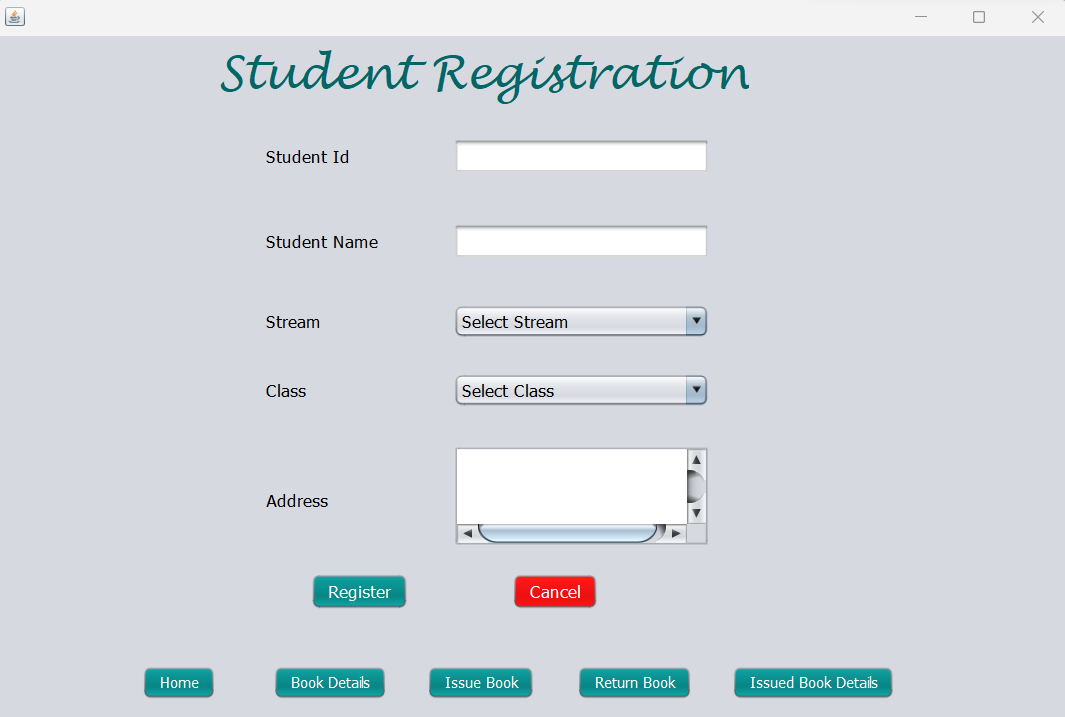 Student Registration
Student Id
Student Name
Stream Select Stream
Class Select Class
Address
Register Cancel
Home Book Details Issue Book Return Book Issued Book Details